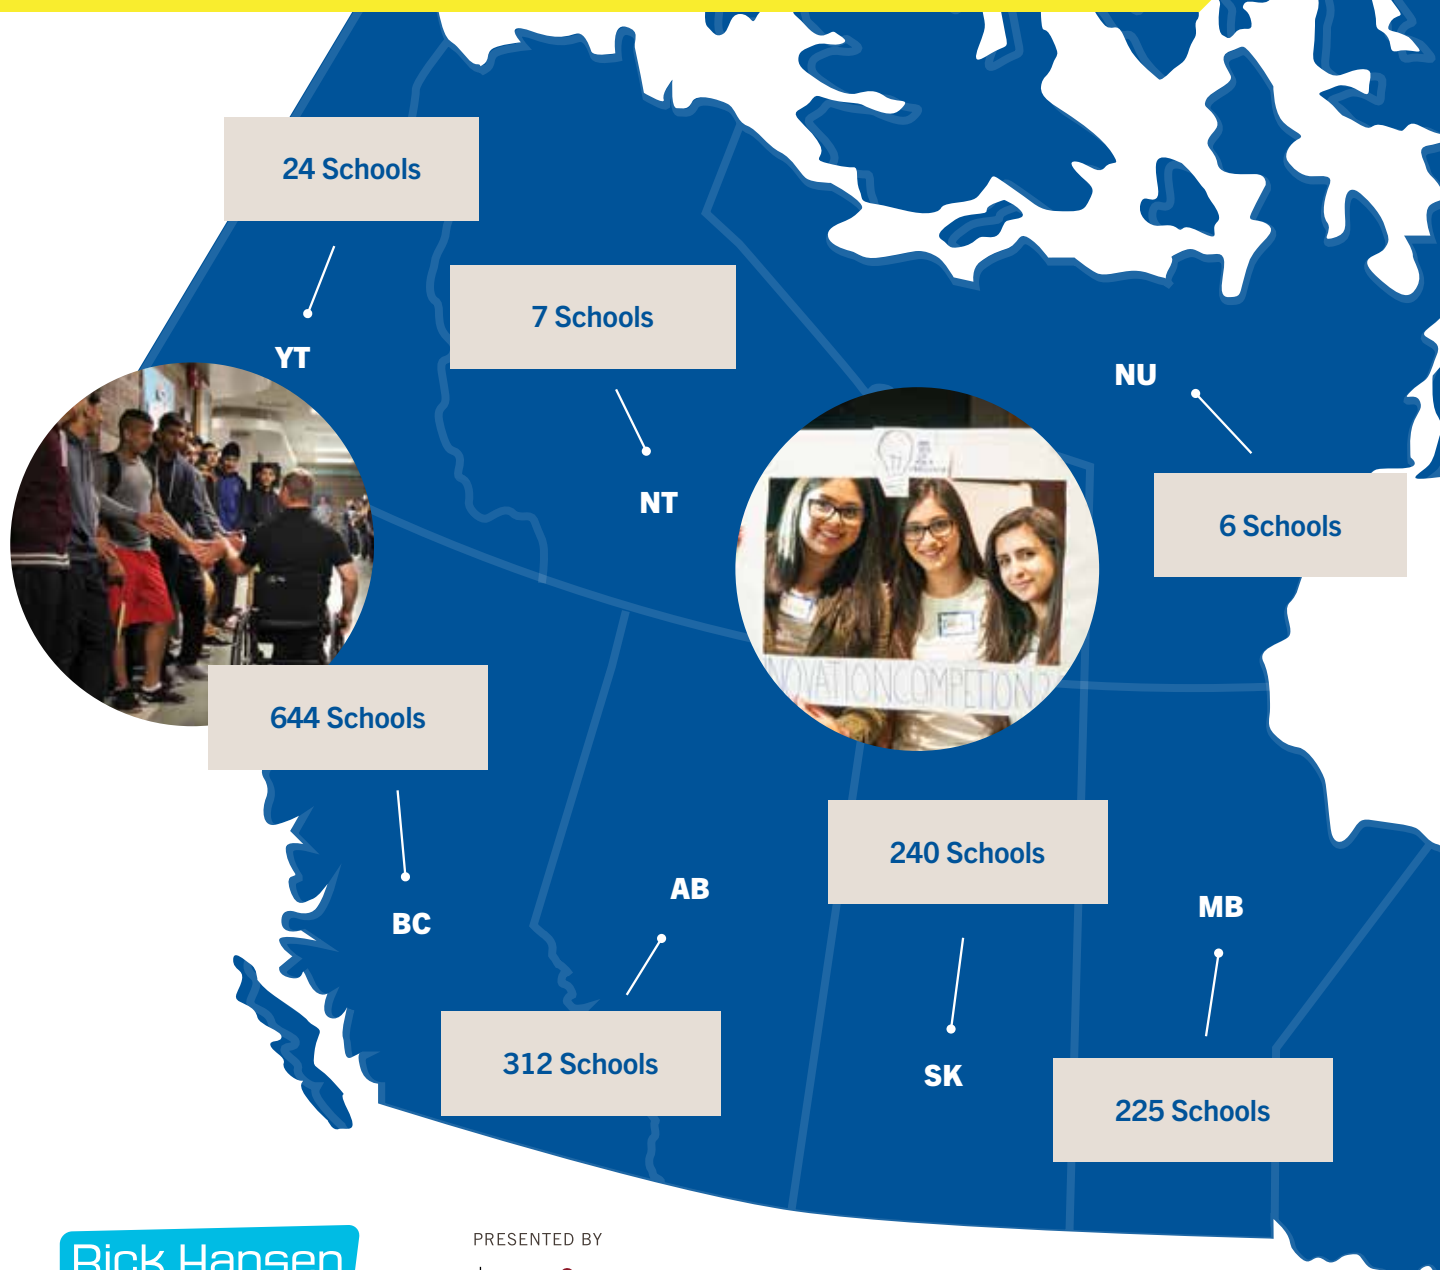 24 Schools
7 Schools
YT
NU
NT
6 Schools
644 Schools
240 Schools
AB
MB
BC
312 Schools
SK
225 Schools
PRESENTED BY
Rick Hansen